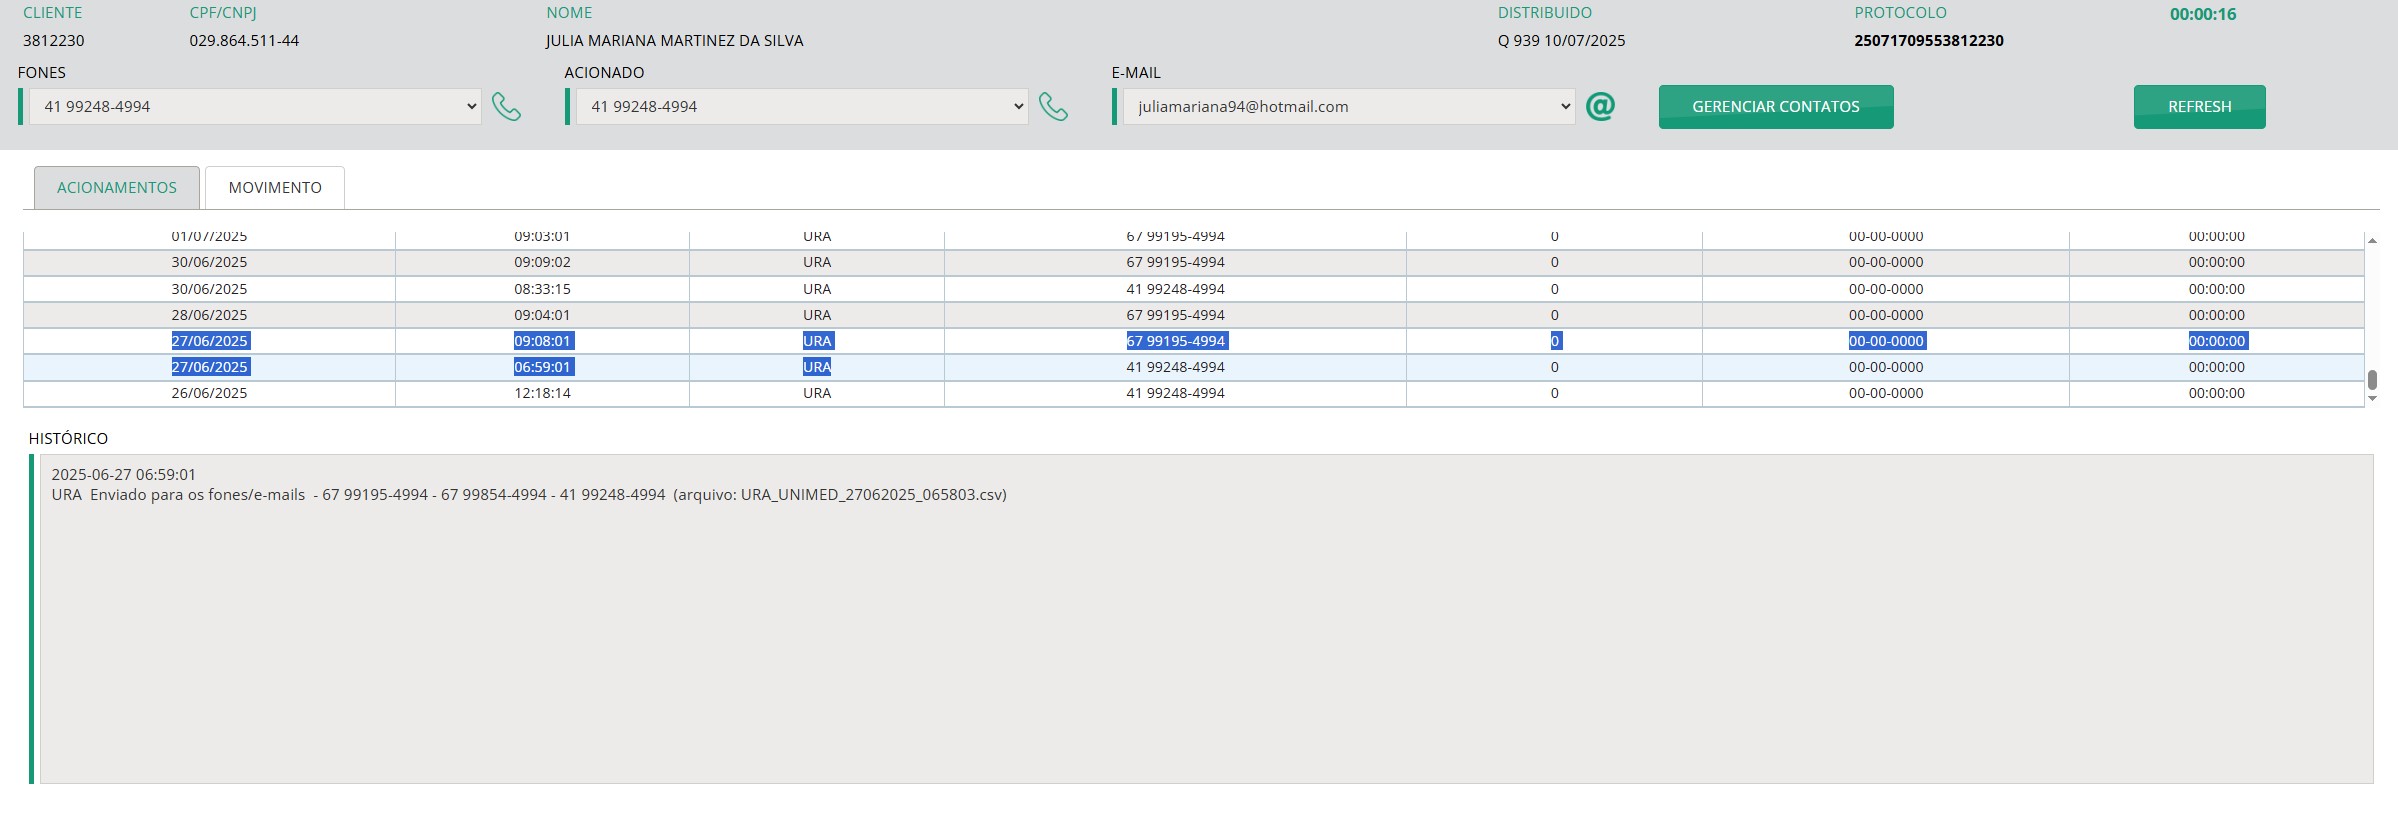 CLIENTE CPF/CNPJ NOME DISTRIBUIDO PROTOCOLO 00:00:16
3812230 029.864.511-44 JULIA MARIANA MARTINEZ DA SILVA Q 939 10/07/2025 25071709553812230
FONES ACIONADO E-MAIL
41 99248-4994 41 99248-4994 juliamariana94@hotmail.com @ GERENCIAR CONTATOS REFRESH
ACIONAMENTOS MOVIMENTO
01/07/2025 09:03:01 URA 67 99195-4994 0 00-00-0000 00:00:00
30/06/2025 09:09:02 URA 67 99195-4994 0 00-00-0000 00:00:00
30/06/2025 08:33:15 URA 41 99248-4994 0 00-00-0000 00:00:00
28/06/2025 09:04:01 URA 67 99195-4994 0 00-00-0000 00:00:00
27/06/2025 09:08:01 URA 67 99195-4994 0 00-00-0000 00:00:00
27/06/2025 06:59:01 URA 41 99248-4994 0 00-00-0000 00:00:00
26/06/2025 12:18:14 URA 41 99248-4994 0 00-00-0000 00:00:00
HISTÓRICO
2025-06-27 06:59:01
URA Enviado para os fones/e-mails - 67 99195-4994 - 67 99854-4994 - 41 99248-4994 (arquivo: URA_UNIMED_27062025_065803.csv)